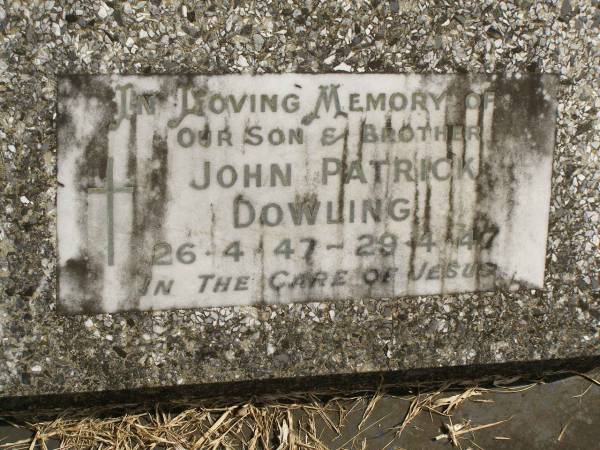 In Loving Memory of
our Son & Brother
John Patrick
Dowling
26·4·47–29·4·47
In The Care of Jesus